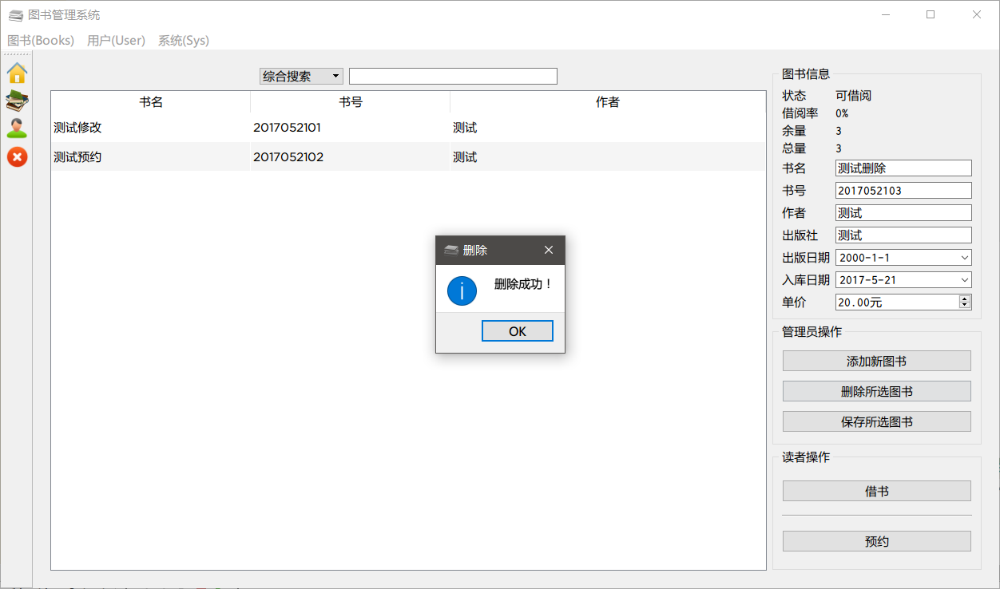 图书管理系统
图书(Books) 用户(User) 系统(Sys)
综合搜索
书名 书号 作者
测试修改 2017052101 测试
测试预约 2017052102 测试
删除
删除成功！
OK
图书信息
状态 可借阅
借阅率 0%
余量 3
总量 3
书名 测试删除
书号 2017052103
作者 测试
出版社 测试
出版日期 2000-1-1
入库日期 2017-5-21
单价 20.00元
管理员操作
添加新图书
删除所选图书
保存所选图书
读者操作
借书
预约